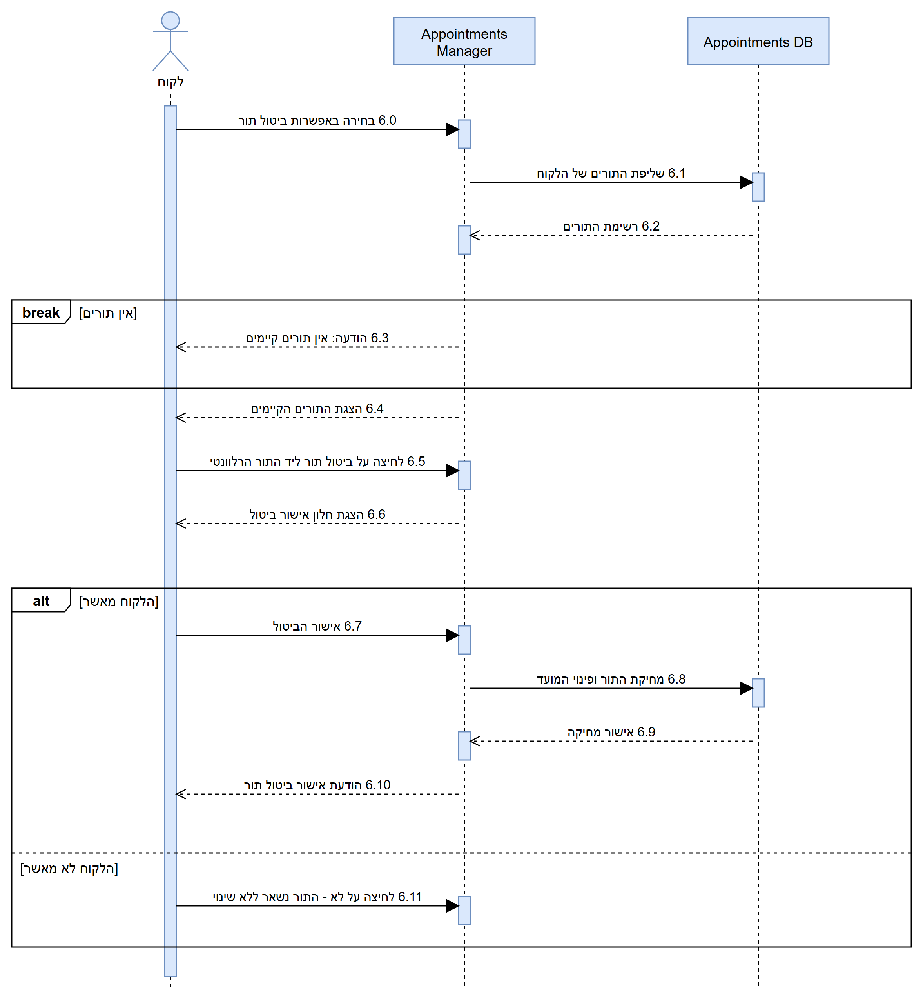 לקוח
Appointments
Manager
Appointments DB
6.0 בחירה באפשרות ביטול תור
6.1 שליפת התורים של הלקוח
6.2 רשימת התורים
break
[אין תורים]
6.3 הודעה: אין תורים קיימים
6.4 הצגת התורים הקיימים
6.5 לחיצה על ביטול תור ליד התור הרלוונטי
6.6 הצגת חלון אישור ביטול
alt
[הלקוח מאשר]
6.7 אישור הביטול
6.8 מחיקת התור ופינוי המועד
6.9 אישור מחיקה
6.10 הודעת אישור ביטול תור
[הלקוח לא מאשר]
6.11 לחיצה על לא - התור נשאר ללא שינוי